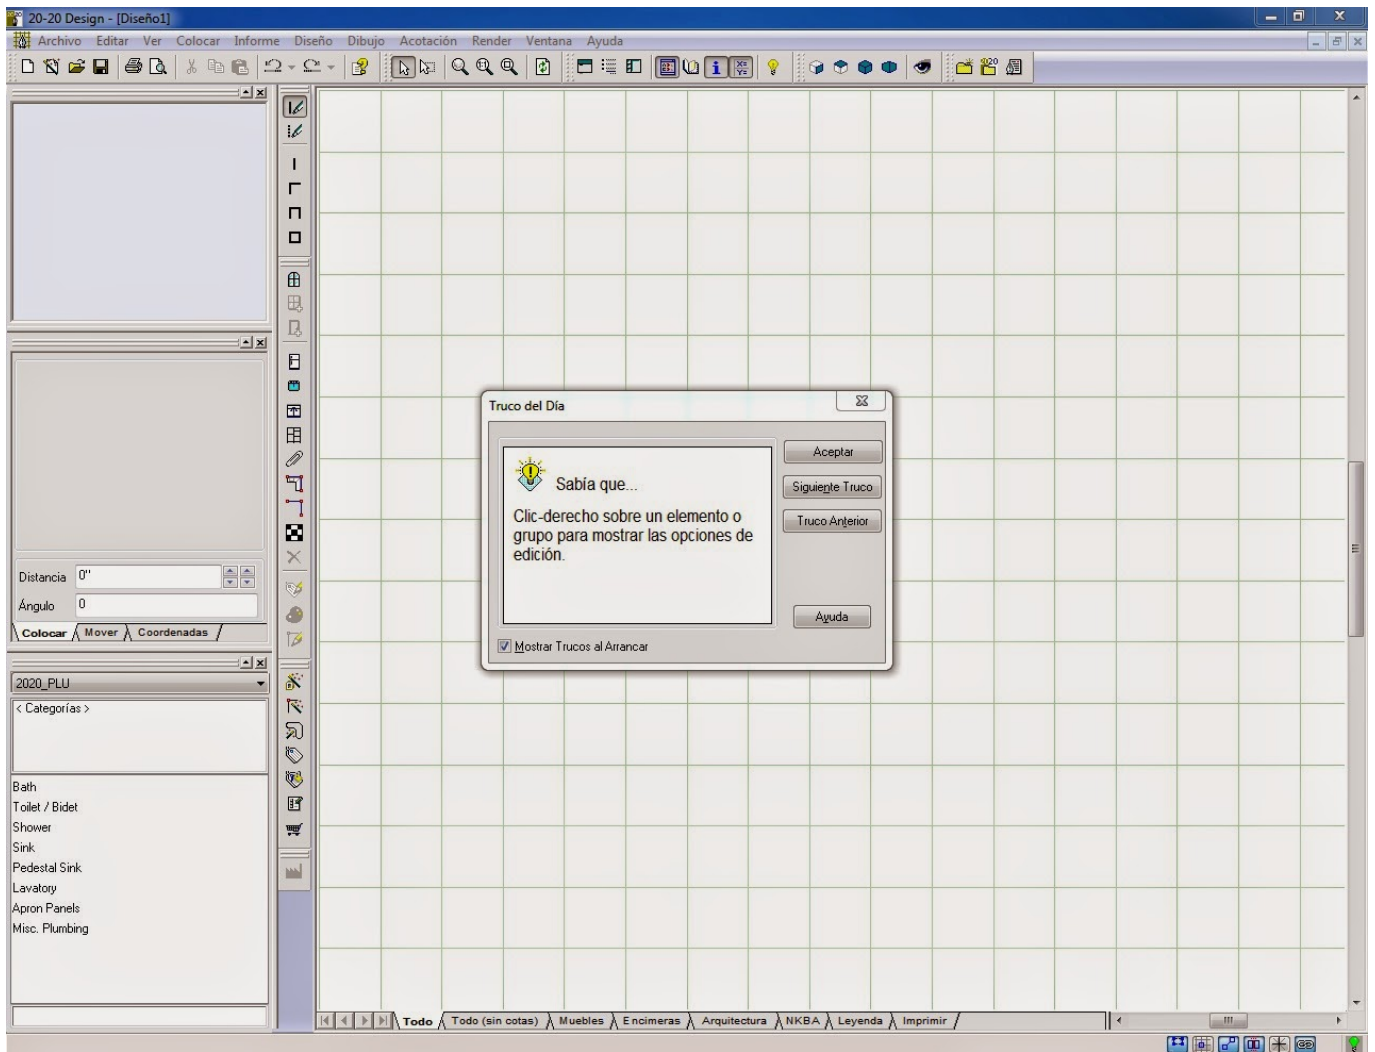 20-20 Design - [Diseño1]
Archivo Editar Ver Colocar Informe Diseño Dibujo Acotación Render Ventana Ayuda
Truco del Día
Sabía que...
Clic-derecho sobre un elemento o
grupo para mostrar las opciones de
edición.
Aceptar
Siguiente Truco
Truco Anterior
Ayuda
Mostrar Trucos al Arrancar
Distancia 0"
Ángulo 0
Colocar Mover Coordenadas
2020_PLU
< Categorías >
Bath
Toilet / Bidet
Shower
Sink
Pedestal Sink
Lavatory
Apron Panels
Misc. Plumbing
Todo Todo (sin cotas) Muebles Encimeras Arquitectura NKBA Leyenda Imprimir